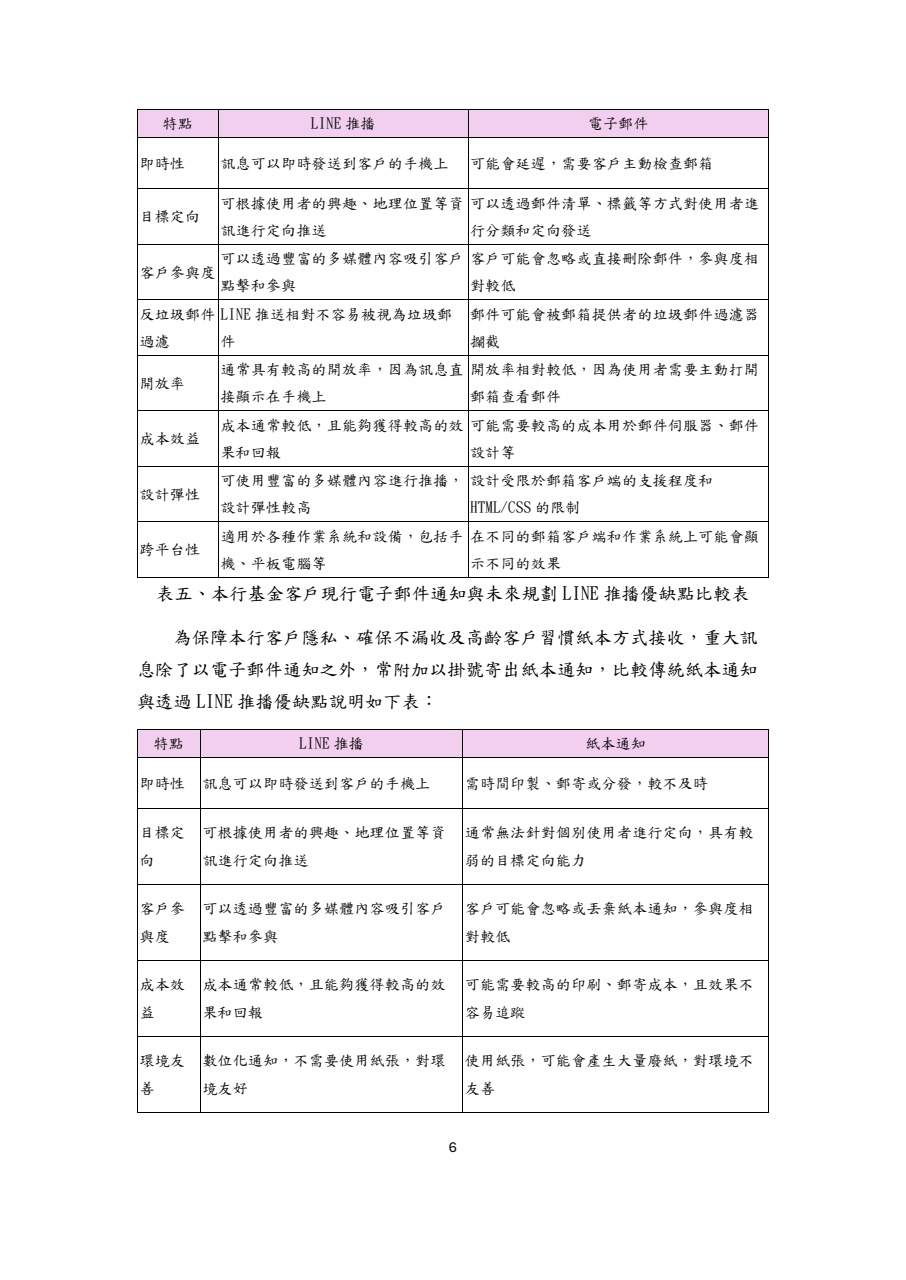 特點 LINE 推播 電子郵件
即時性 訊息可以即時發送到客戶的手機上 可能會延遲，需要客戶主動檢查郵箱
目標定向 可根據使用者的興趣、地理位置等資 可以透過郵件清單、標籤等方式對使用者進
訊進行定向推送 行分類和定向發送
客戶參與度 可以透過豐富的多媒體內容吸引客戶 客戶可能會忽略或直接刪除郵件，參與度相
點擊和參與 對較低
反垃圾郵件 LINE 推送相對不容易被視為垃圾郵 郵件可能會被郵箱提供者的垃圾郵件過濾器
過濾 件 攔截
開放率 通常具有較高的開放率，因為訊息直 開放率相對較低，因為使用者需要主動打開
接顯示在手機上 郵箱查看郵件
成本效益 成本通常較低，且能夠獲得較高的效 可能需要較高的成本用於郵件伺服器、郵件
果和回報 設計等
設計彈性 可使用豐富的多媒體內容進行推播， 設計受限於郵箱客戶端的支援程度和
設計彈性較高 HTML/CSS 的限制
跨平台性 適用於各種作業系統和設備，包括手 在不同的郵箱客戶端和作業系統上可能會顯
機、平板電腦等 示不同的效果
表五、本行基金客戶現行電子郵件通知與未來規劃 LINE 推播優缺點比較表
為保障本行客戶隱私、確保不漏收及高齡客戶習慣紙本方式接收，重大訊
息除了以電子郵件通知之外，常附加以掛號寄出紙本通知，比較傳統紙本通知
與透過 LINE 推播優缺點說明如下表：
特點 LINE 推播 紙本通知
即時性 訊息可以即時發送到客戶的手機上 需時間印製、郵寄或分發，較不及時
目標定 可根據使用者的興趣、地理位置等資 通常無法針對個別使用者進行定向，具有較
向 訊進行定向推送 弱的目標定向能力
客戶參 可以透過豐富的多媒體內容吸引客戶 客戶可能會忽略或丟棄紙本通知，參與度相
與度 點擊和參與 對較低
成本效 成本通常較低，且能夠獲得較高的效 可能需要較高的印刷、郵寄成本，且效果不
益 果和回報 容易追蹤
環境友 數位化通知，不需要使用紙張，對環 使用紙張，可能會產生大量廢紙，對環境不
善 境友好 友善
6